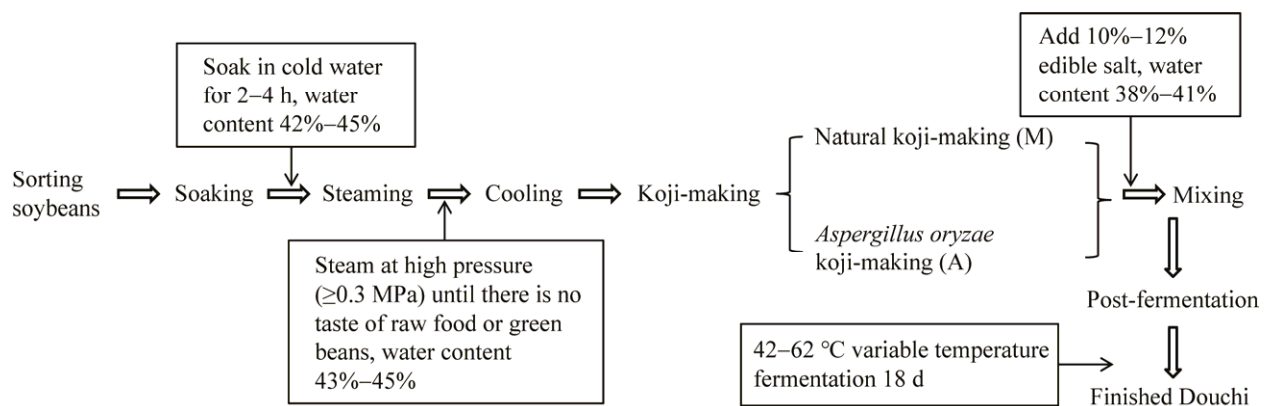 Soak in cold water
for 2–4 h, water
content 42%–45%
Add 10%–12%
edible salt, water
content 38%–41%
Sorting
soybeans
Soaking
Steaming
Cooling
Koji-making
Natural koji-making (M)
Aspergillus oryzae
koji-making (A)
Mixing
Steam at high pressure
(≥0.3 MPa) until there is no
taste of raw food or green
beans, water content
43%–45%
Post-fermentation
42–62 ℃ variable temperature
fermentation 18 d
Finished Douchi